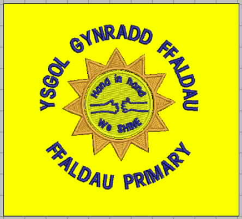 YSGOL GYNRADD FFALDAU
Hand in hand
We SHINE
FFALDAU PRIMARY